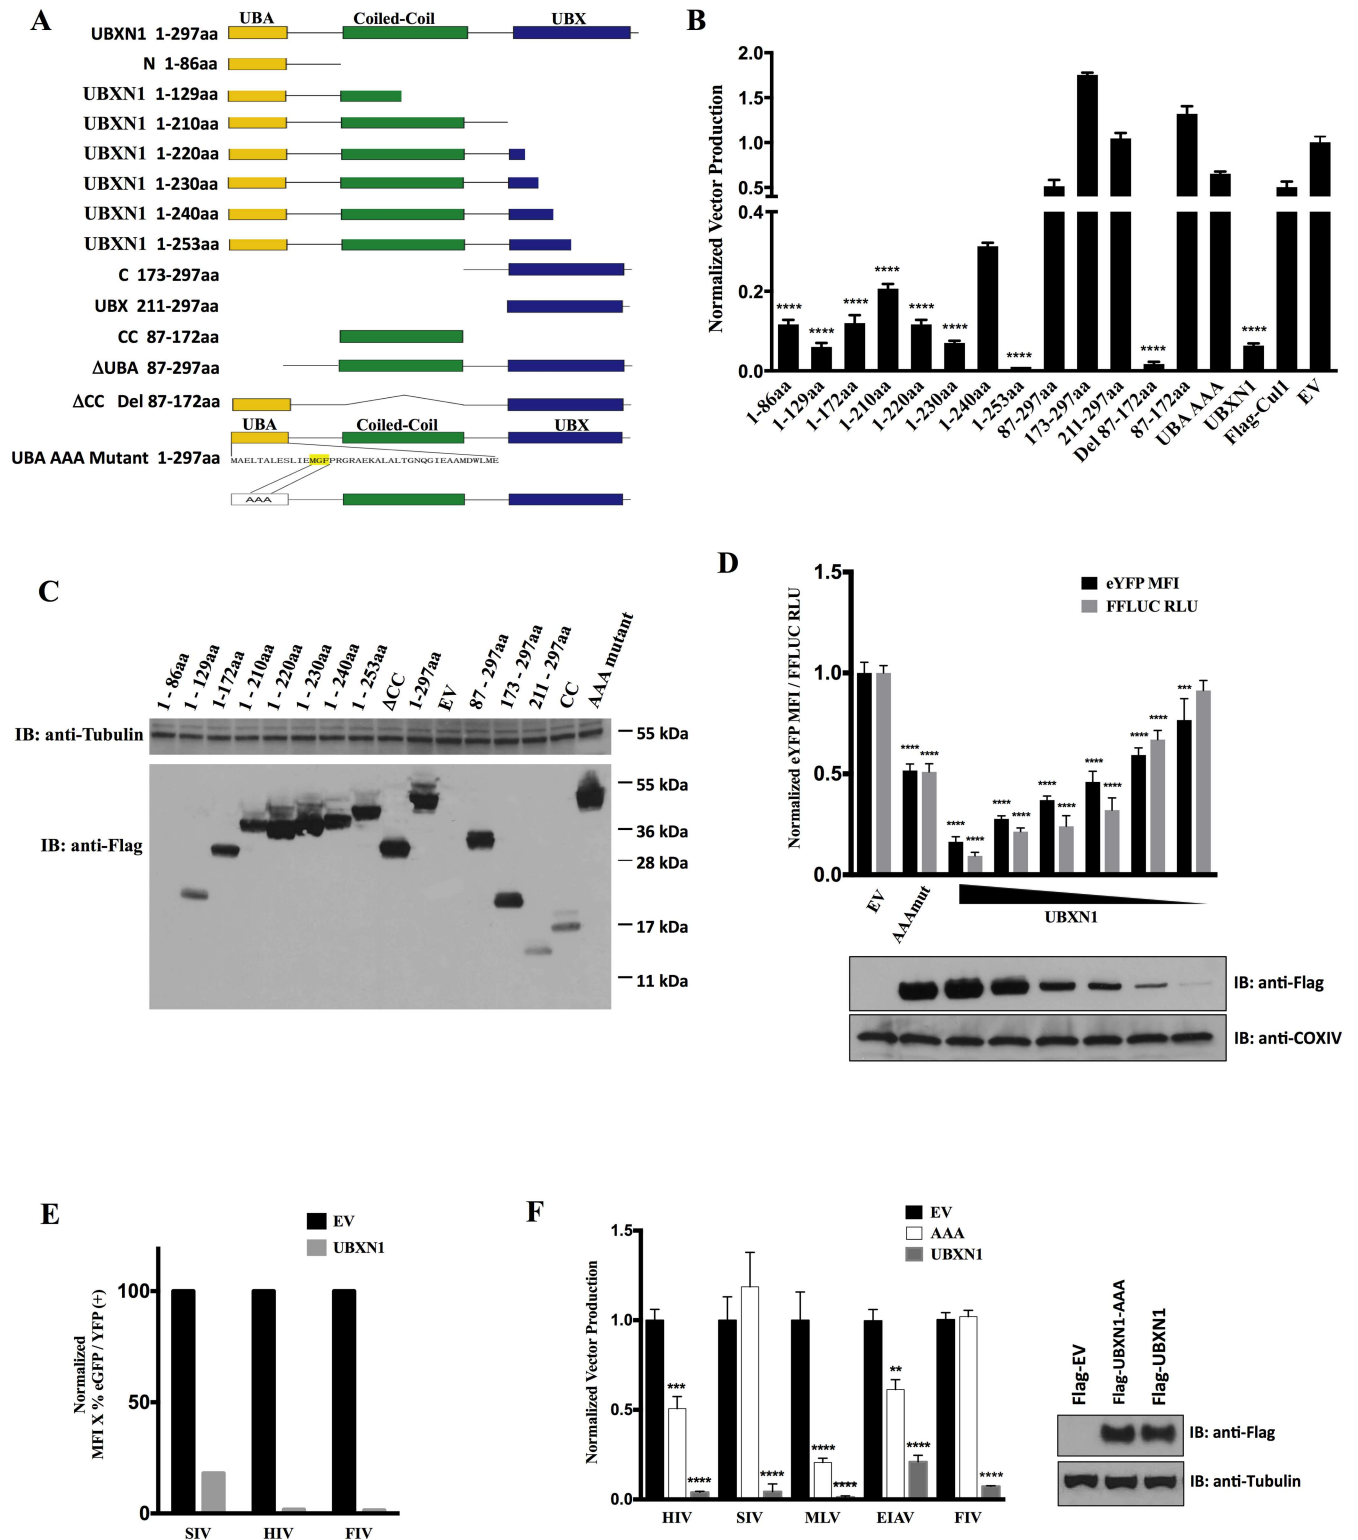 A
UBA Coiled-Coil UBX
UBXN1 1-297aa
N 1-86aa
UBXN1 1-129aa
UBXN1 1-210aa
UBXN1 1-220aa
UBXN1 1-230aa
UBXN1 1-240aa
UBXN1 1-253aa
C 173-297aa
UBX 211-297aa
CC 87-172aa
ΔUBA 87-297aa
ΔCC Del 87-172aa
UBA Coiled-Coil UBX
UBA AAA Mutant 1-297aa
MAELTALESLIEMGFPRGRAEKALALTGNQGIEAAMDWLME
AAA
B
Normalized Vector Production
2.0
1.5
1.0
0.5
0.4
0.2
0.0
**** **** **** **** **** **** **** **** ****
1-86aa
1-129aa
1-172aa
1-210aa
1-220aa
1-230aa
1-240aa
1-253aa
87-297aa
173-297aa
211-297aa
Del 87-172aa
87-172aa
UBA AAA
UBXN1
Flag-Cul1
EV
C
1 - 86aa
1 - 129aa
1-172aa
1 - 210aa
1 - 220aa
1 - 230aa
1 - 240aa
1 - 253aa
ΔCC
1-297aa
EV
87 - 297aa
173 - 297aa
211 - 297aa
CC
AAA mutant
IB: anti-Tubulin
55 kDa
IB: anti-Flag
55 kDa
36 kDa
28 kDa
17 kDa
11 kDa
D
Normalized eYFP MFI / FFLUC RLU
1.5
1.0
0.5
0.0
eYFP MFI
FFLUC RLU
**** **** **** **** **** **** **** **** **** **** **** **** ***
EV
AAAmut
UBXN1
IB: anti-Flag
IB: anti-COXIV
E
Normalized
MFI X % eGFP / YFP (+)
100
50
0
EV
UBXN1
SIV HIV FIV
F
Normalized Vector Production
1.5
1.0
0.5
0.0
EV
AAA
UBXN1
*** **** **** **** **** ** **** ****
HIV SIV MLV EIAV FIV
Flag-EV
Flag-UBXN1-AAA
Flag-UBXN1
IB: anti-Flag
IB: anti-Tubulin